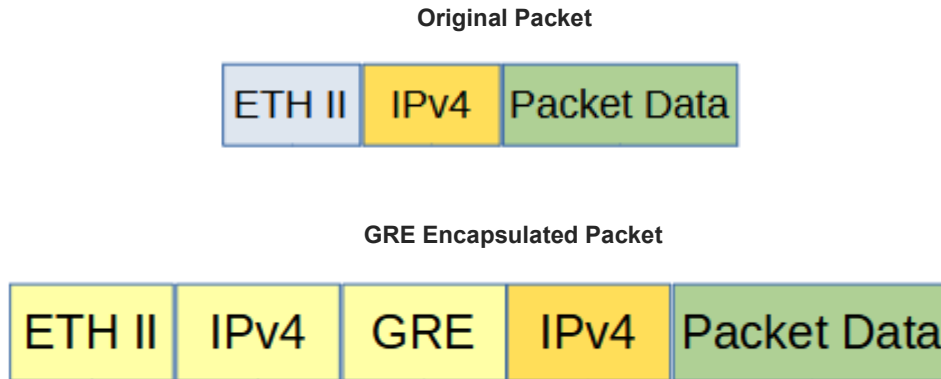 Original Packet
ETH II IPv4 Packet Data
GRE Encapsulated Packet
ETH II IPv4 GRE IPv4 Packet Data